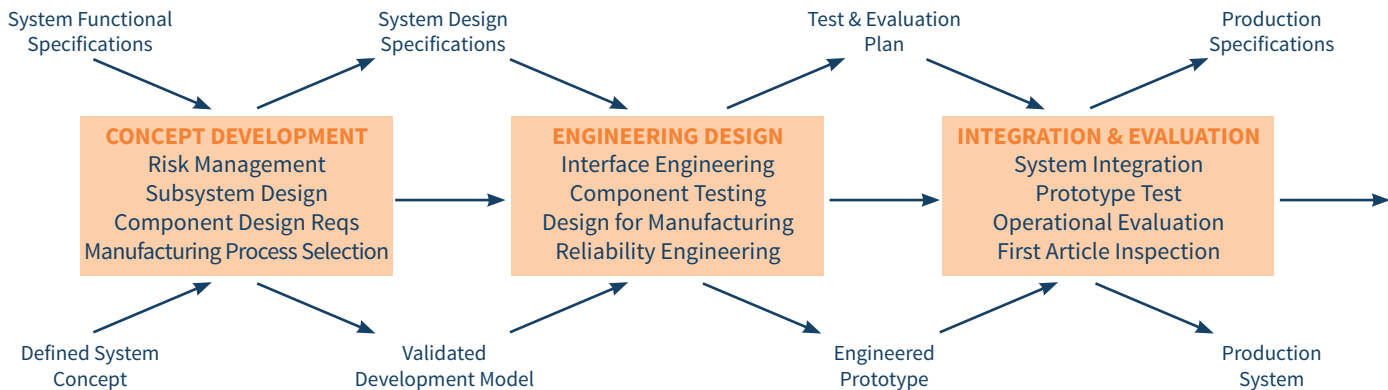 System Functional
Specifications
System Design
Specifications
Test & Evaluation
Plan
Production
Specifications
CONCEPT DEVELOPMENT
Risk Management
Subsystem Design
Component Design Reqs
Manufacturing Process Selection
ENGINEERING DESIGN
Interface Engineering
Component Testing
Design for Manufacturing
Reliability Engineering
INTEGRATION & EVALUATION
System Integration
Prototype Test
Operational Evaluation
First Article Inspection
Defined System
Concept
Validated
Development Model
Engineered
Prototype
Production
System